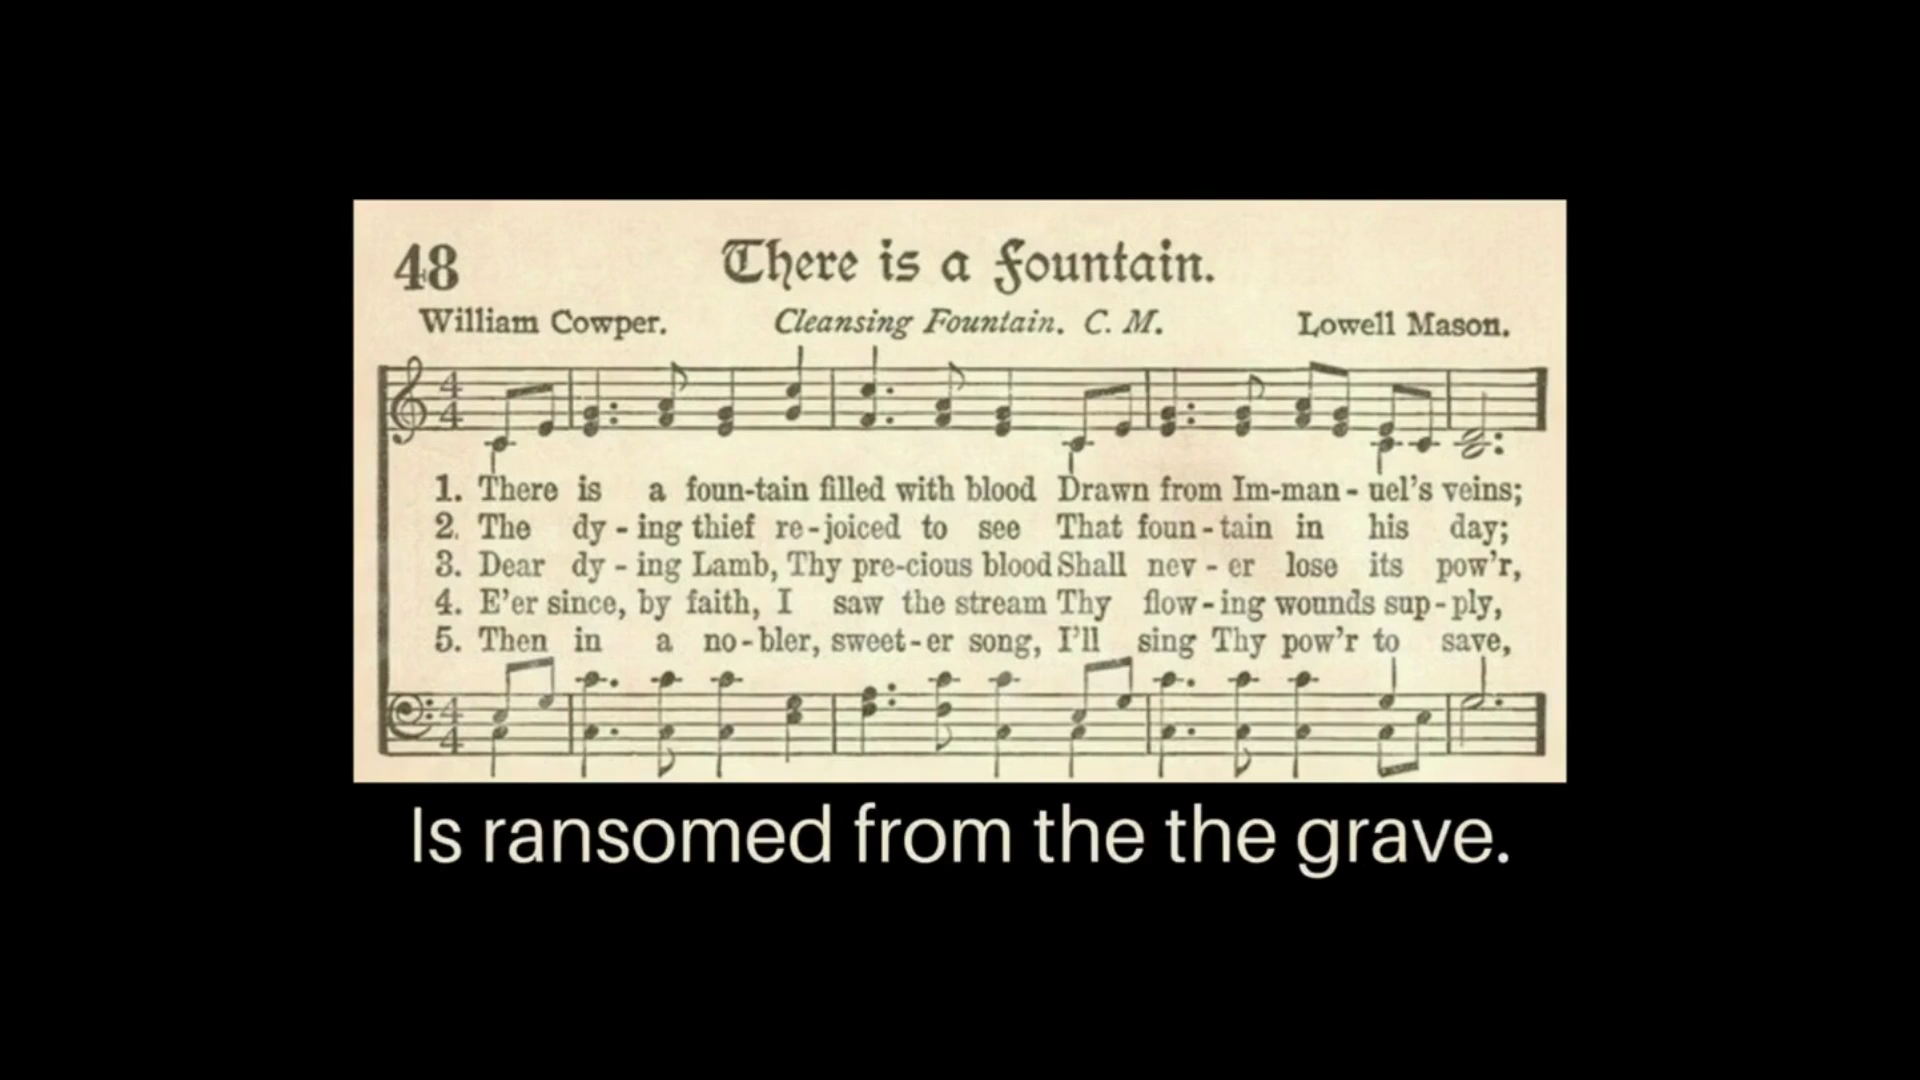 48
There is a Fountain.
William Cowper. Cleansing Fountain. C. M. Lowell Mason.
1. There is a foun-tain filled with blood Drawn from Im-man-uel's veins;
2. The dy-ing thief re-joiced to see That foun-tain in his day;
3. Dear dy-ing Lamb, Thy pre-cious blood Shall nev-er lose its pow'r,
4. E'er since, by faith, I saw the stream Thy flow-ing wounds sup-ply,
5. Then in a no-bler, sweet-er song, I'll sing Thy pow'r to save,
Is ransomed from the the grave.